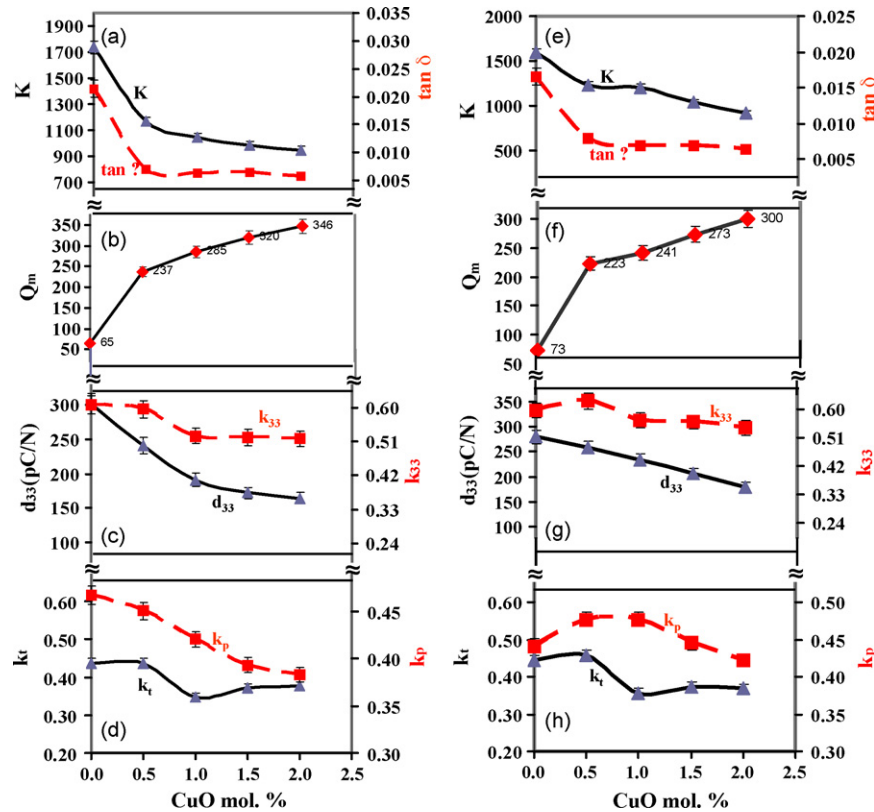 (a)
1900
1700
1500
1300
1100
900
700
K
K
tan ?
0.035
0.030
0.025
0.020
0.015
0.010
0.005
tan δ
(b)
350
300
250
200
150
100
50
Qm
65
237
285
320
346
(c)
300
250
200
150
100
d33(pC/N)
k33
d33
0.60
0.51
0.42
0.33
0.24
k33
(d)
0.60
0.50
0.40
0.30
0.20
kt
kp
kt
0.45
0.40
0.35
0.30
kp
0.0 0.5 1.0 1.5 2.0 2.5
CuO mol. %
(e)
2000
1500
1000
500
K
K
tan ?
0.025
0.020
0.015
0.010
0.005
0.000
tan δ
(f)
300
250
200
150
100
50
Qm
73
223
241
273
300
(g)
350
300
250
200
150
100
d33(pC/N)
k33
d33
0.60
0.51
0.42
0.33
0.24
k33
(h)
0.60
0.50
0.40
0.30
0.20
kt
kp
kt
0.50
0.45
0.40
0.35
0.30
kp
0.0 0.5 1.0 1.5 2.0 2.5
CuO mol. %